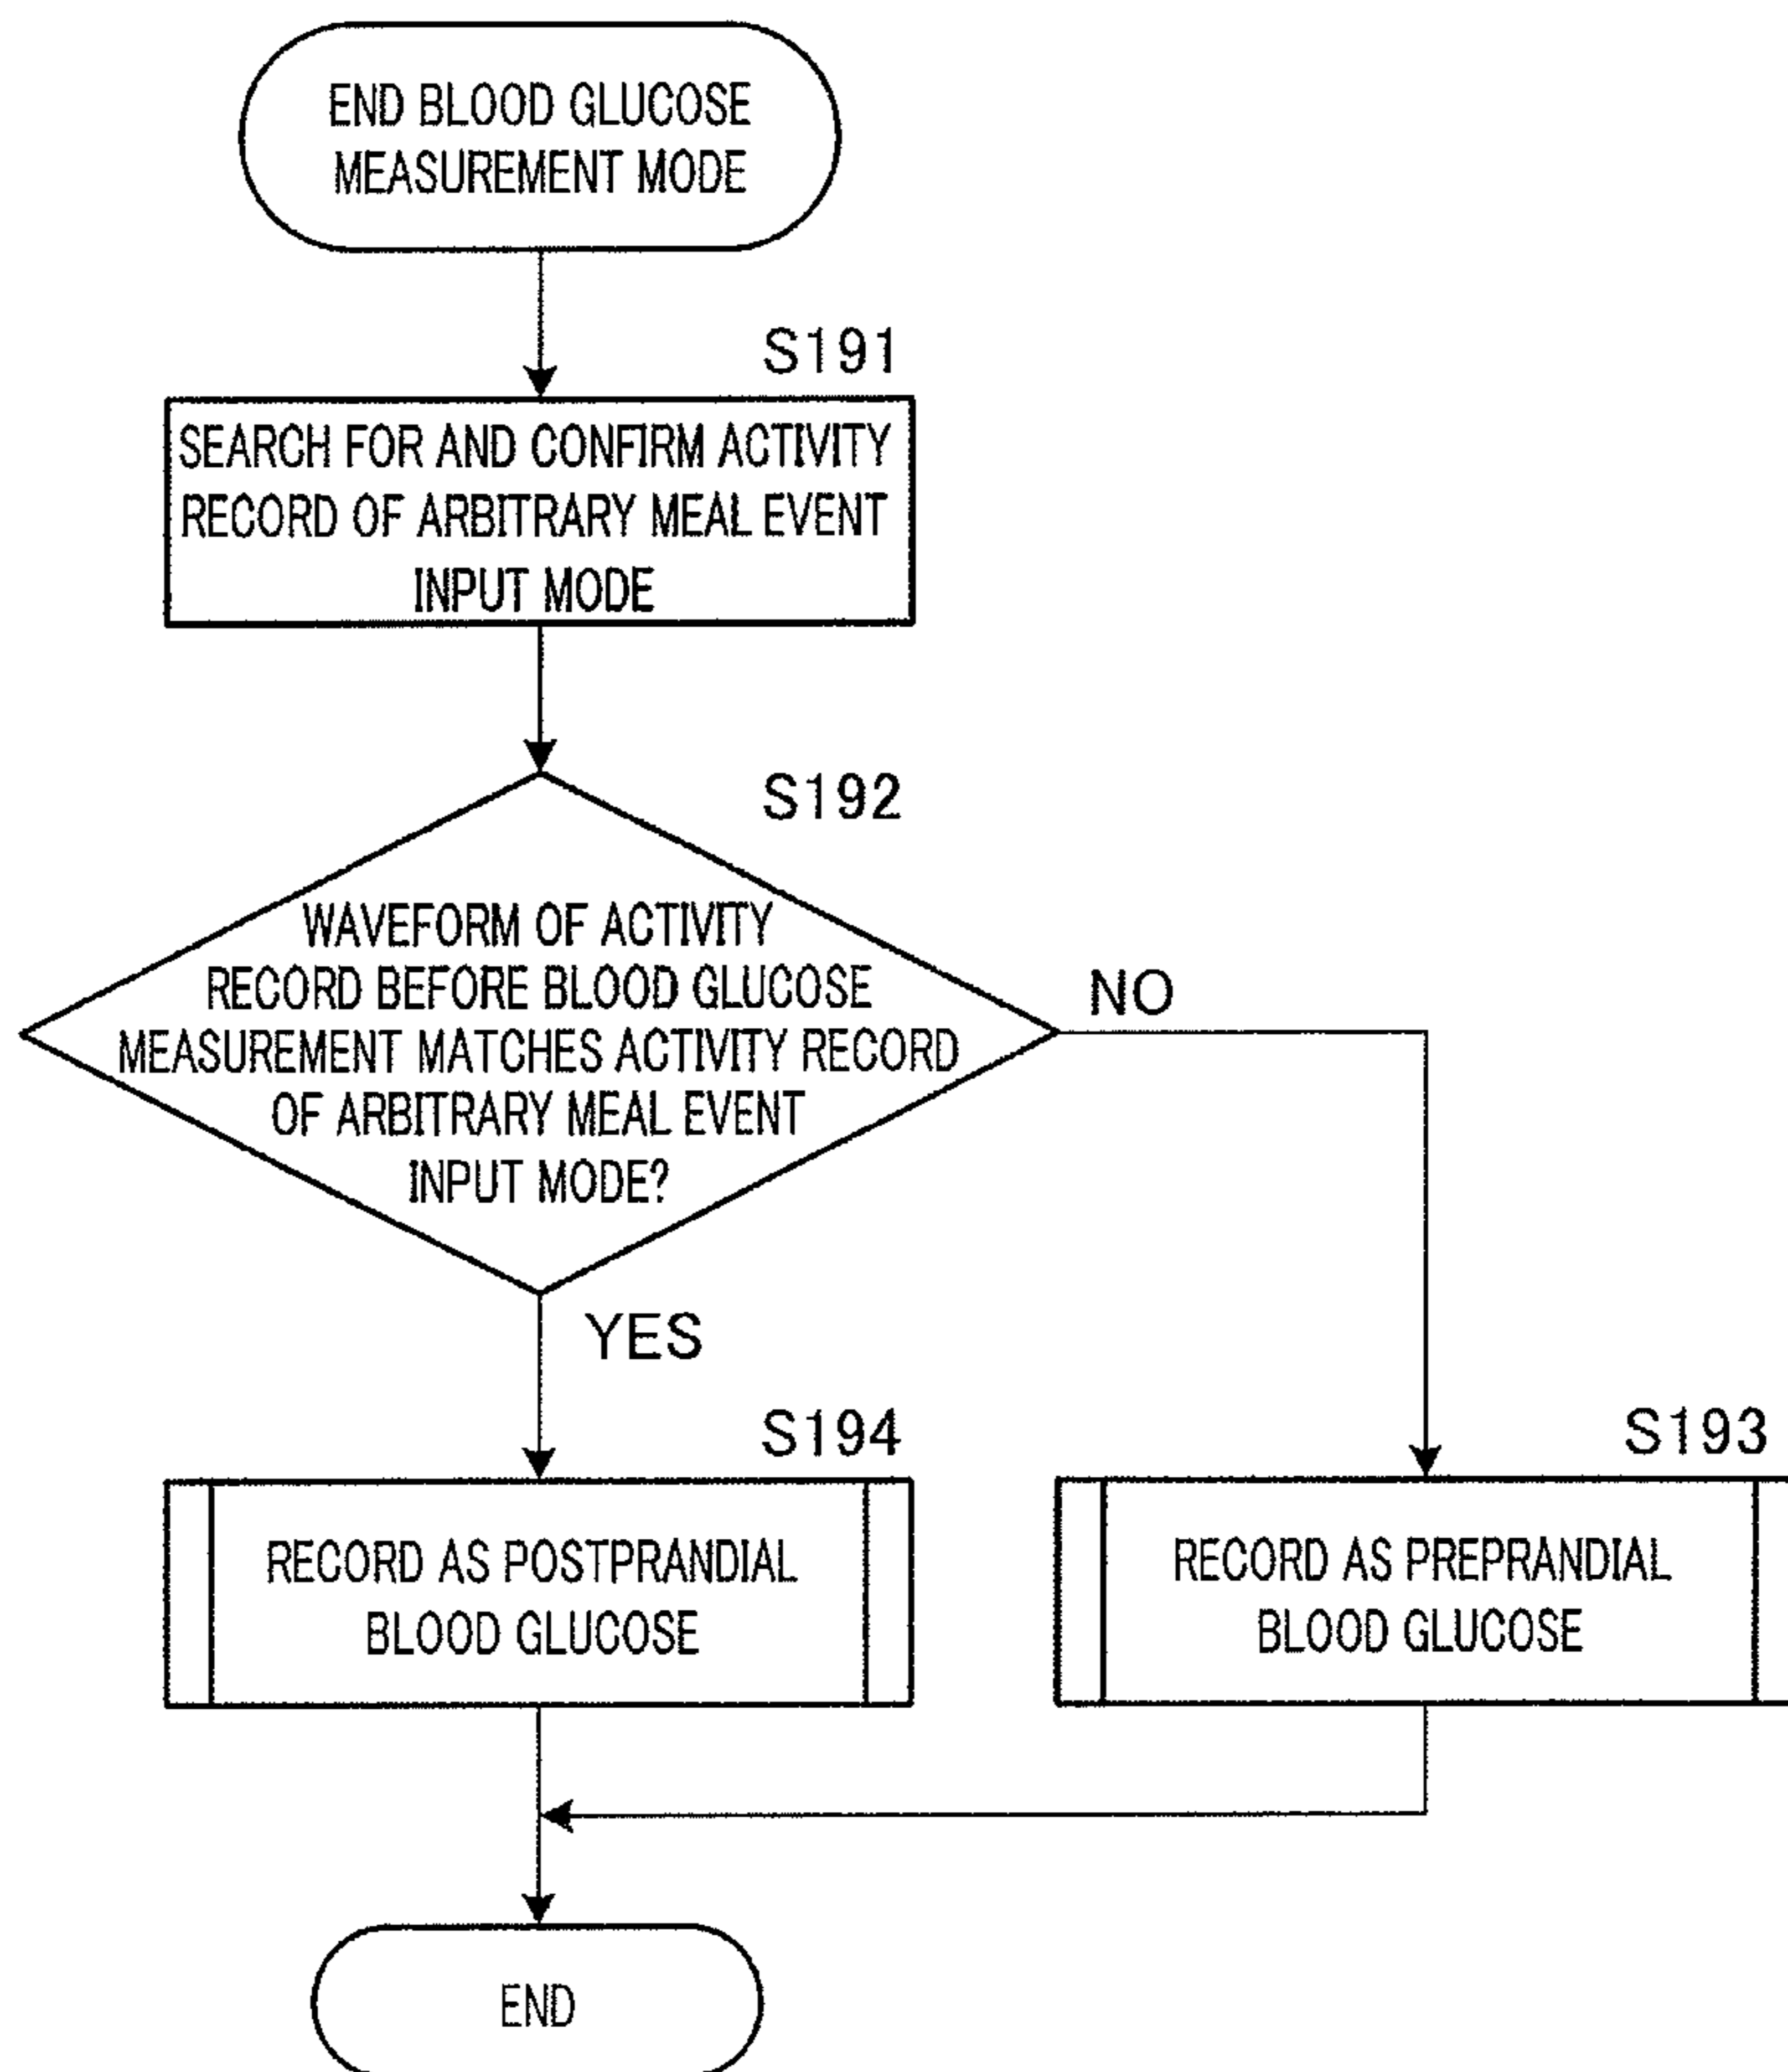 END BLOOD GLUCOSE
MEASUREMENT MODE
S191
SEARCH FOR AND CONFIRM ACTIVITY
RECORD OF ARBITRARY MEAL EVENT
INPUT MODE
S192
WAVEFORM OF ACTIVITY
RECORD BEFORE BLOOD GLUCOSE
MEASUREMENT MATCHES ACTIVITY RECORD
OF ARBITRARY MEAL EVENT
INPUT MODE?
NO
YES
S194
RECORD AS POSTPRANDIAL
BLOOD GLUCOSE
S193
RECORD AS PREPRANDIAL
BLOOD GLUCOSE
END